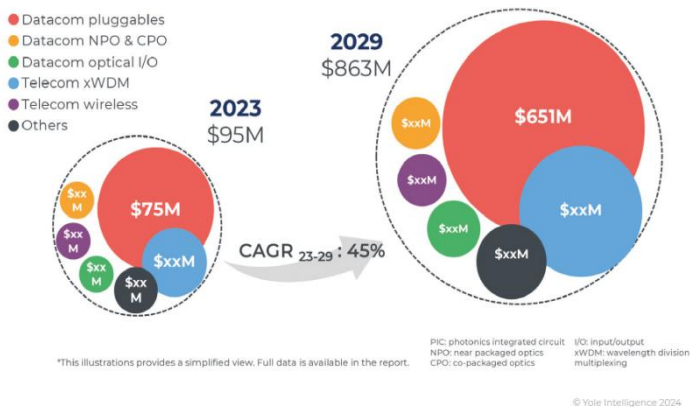 Datacom pluggables
Datacom NPO & CPO
Datacom optical I/O
Telecom xWDM
Telecom wireless
Others
2023
$95M
$xx
M
$75M
$xx
M
$xxM
$xx
M
$xx
M
CAGR 23-29 : 45%
2029
$863M
$651M
$xxM
$xxM
$xxM
$xxM
$xxM
*This illustrations provides a simplified view. Full data is available in the report.
PIC: photonics integrated circuit
NPO: near packaged optics
CPO: co-packaged optics
I/O: input/output
xWDM: wavelength division
multiplexing
© Yole Intelligence 2024